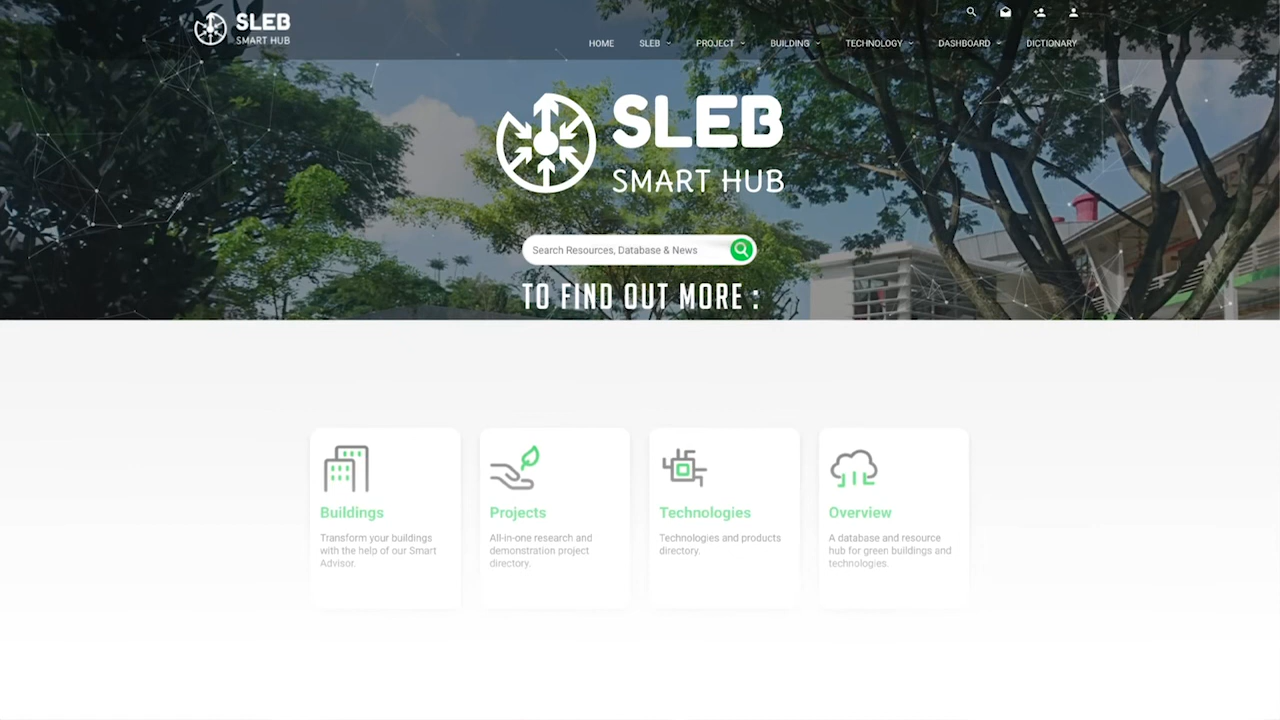 SLEB
SMART HUB
HOME SLEB PROJECT BUILDING TECHNOLOGY DASHBOARD DICTIONARY
SLEB
SMART HUB
Search Resources, Database & News
TO FIND OUT MORE :
Buildings
Transform your buildings
with the help of our Smart
Advisor.
Projects
All-in-one research and
demonstration project
directory.
Technologies
Technologies and products
directory.
Overview
A database and resource
hub for green buildings and
technologies.